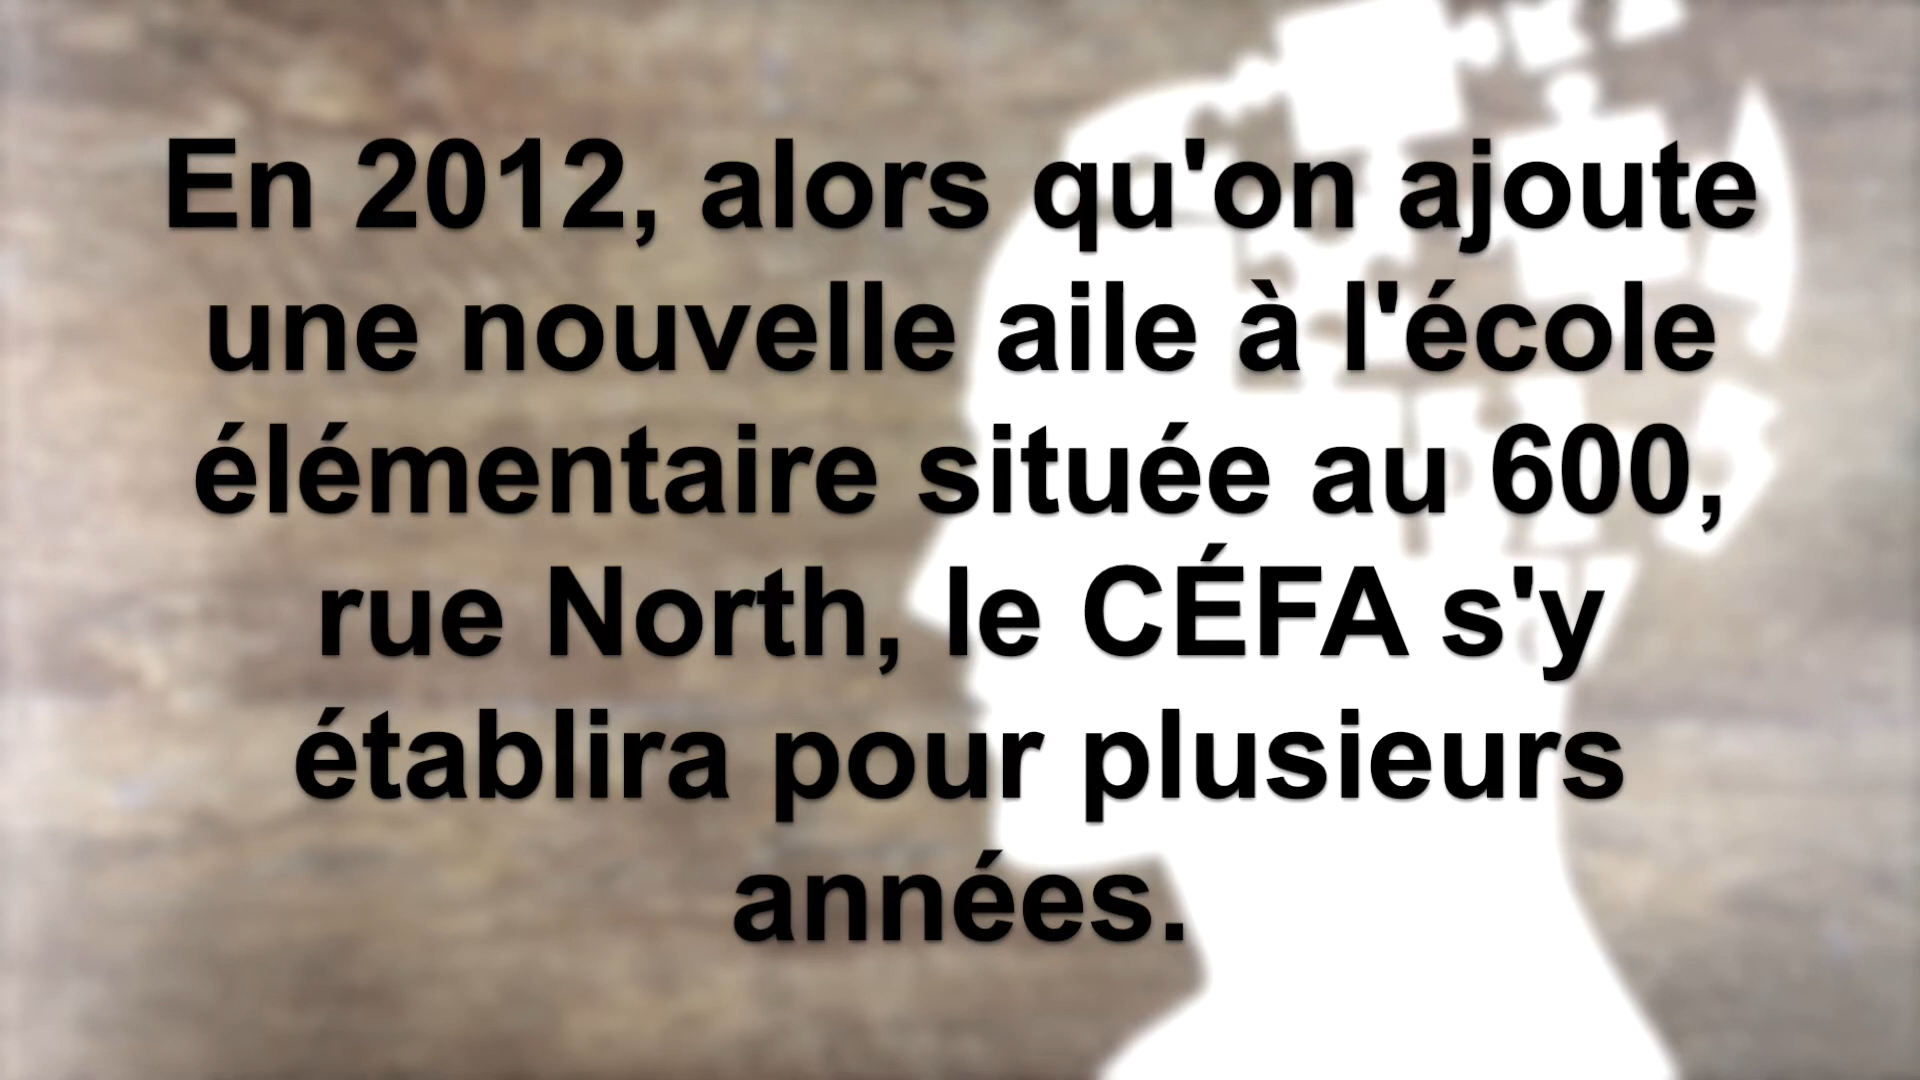 En 2012, alors qu'on ajoute
une nouvelle aile à l'école
élémentaire située au 600,
rue North, le CÉFA s'y
établira pour plusieurs
années.